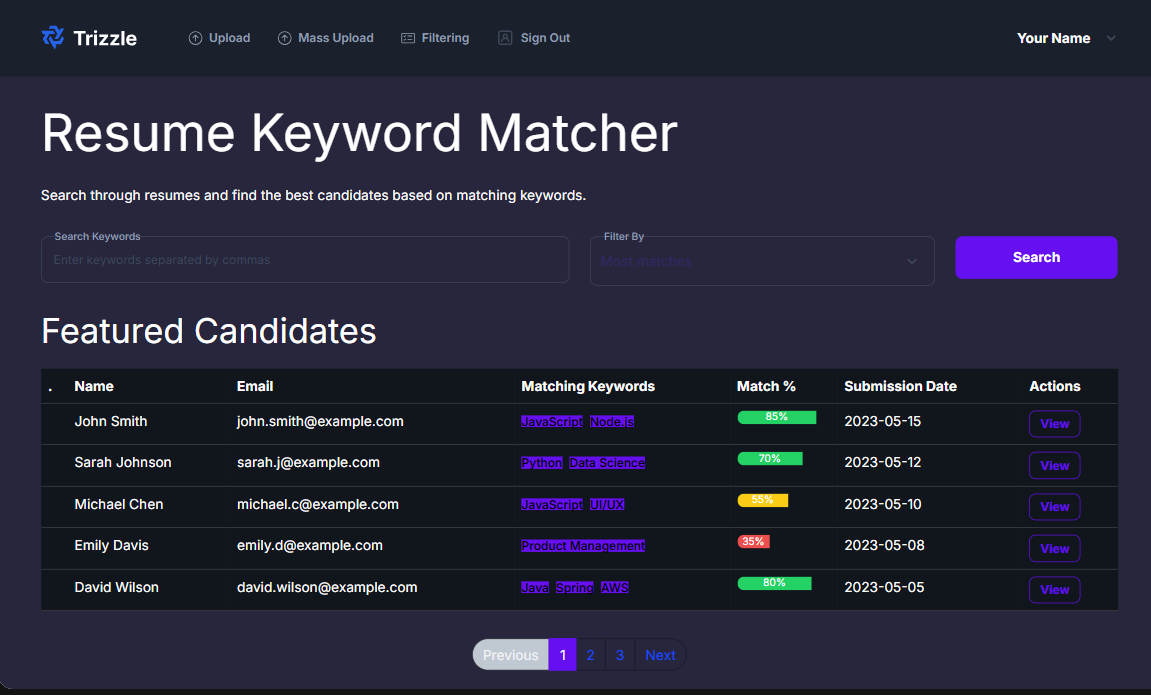 Trizzle Upload Mass Upload Filtering Sign Out Your Name
Resume Keyword Matcher
Search through resumes and find the best candidates based on matching keywords.
Search Keywords Filter By
Enter keywords separated by commas Most matches Search
Featured Candidates
. Name Email Matching Keywords Match % Submission Date Actions
John Smith john.smith@example.com JavaScript Node.js 85% 2023-05-15 View
Sarah Johnson sarah.j@example.com Python Data Science 70% 2023-05-12 View
Michael Chen michael.c@example.com JavaScript UI/UX 55% 2023-05-10 View
Emily Davis emily.d@example.com Product Management 35% 2023-05-08 View
David Wilson david.wilson@example.com Java Spring AWS 80% 2023-05-05 View
Previous 1 2 3 Next